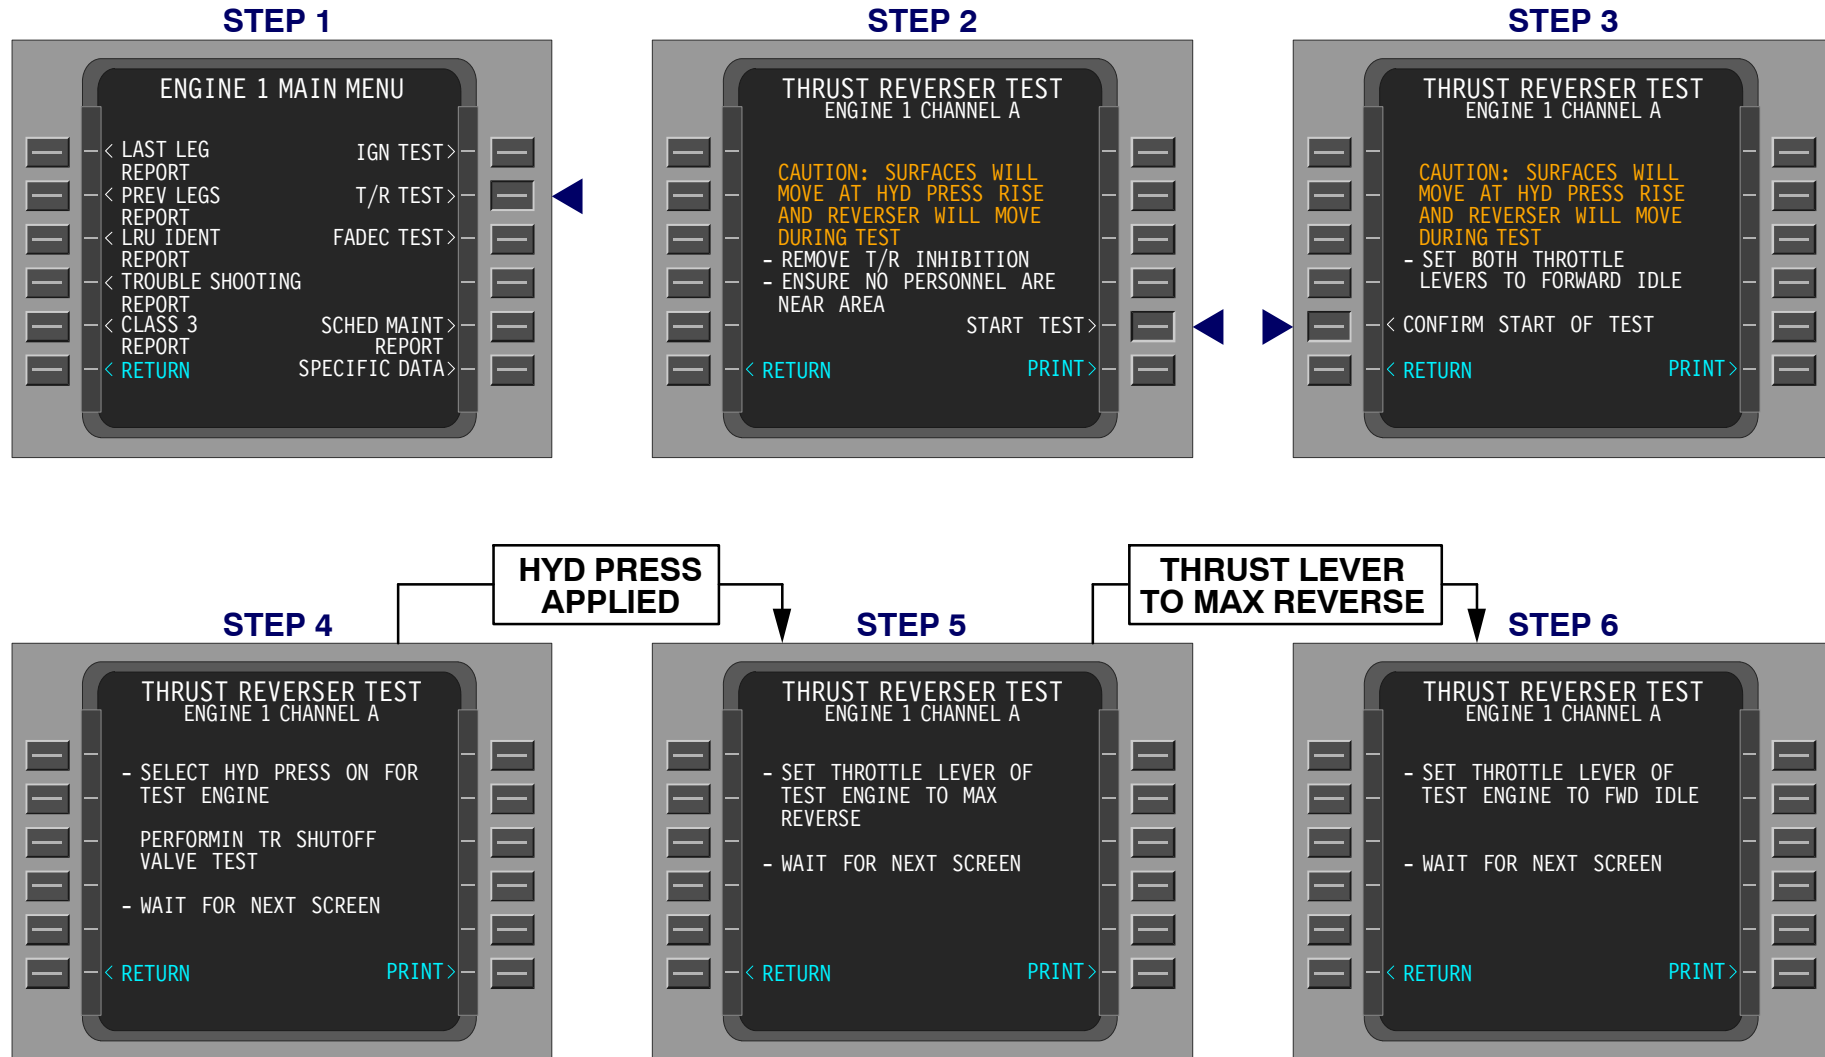 STEP 1
ENGINE 1 MAIN MENU
< LAST LEG
REPORT
IGN TEST >
< PREV LEGS
REPORT
T/R TEST >
< LRU IDENT
REPORT
FADEC TEST >
< TROUBLE SHOOTING
REPORT
< CLASS 3
REPORT
SCHED MAINT >
REPORT
< RETURN
SPECIFIC DATA >
STEP 2
THRUST REVERSER TEST
ENGINE 1 CHANNEL A
CAUTION: SURFACES WILL
MOVE AT HYD PRESS RISE
AND REVERSER WILL MOVE
DURING TEST
- REMOVE T/R INHIBITION
- ENSURE NO PERSONNEL ARE
NEAR AREA
START TEST >
< RETURN
PRINT >
STEP 3
THRUST REVERSER TEST
ENGINE 1 CHANNEL A
CAUTION: SURFACES WILL
MOVE AT HYD PRESS RISE
AND REVERSER WILL MOVE
DURING TEST
- SET BOTH THROTTLE
LEVERS TO FORWARD IDLE
< CONFIRM START OF TEST
< RETURN
PRINT >
HYD PRESS
APPLIED
THRUST LEVER
TO MAX REVERSE
STEP 4
THRUST REVERSER TEST
ENGINE 1 CHANNEL A
- SELECT HYD PRESS ON FOR
TEST ENGINE
PERFORMIN TR SHUTOFF
VALVE TEST
- WAIT FOR NEXT SCREEN
< RETURN
PRINT >
STEP 5
THRUST REVERSER TEST
ENGINE 1 CHANNEL A
- SET THROTTLE LEVER OF
TEST ENGINE TO MAX
REVERSE
- WAIT FOR NEXT SCREEN
< RETURN
PRINT >
STEP 6
THRUST REVERSER TEST
ENGINE 1 CHANNEL A
- SET THROTTLE LEVER OF
TEST ENGINE TO FWD IDLE
- WAIT FOR NEXT SCREEN
< RETURN
PRINT >